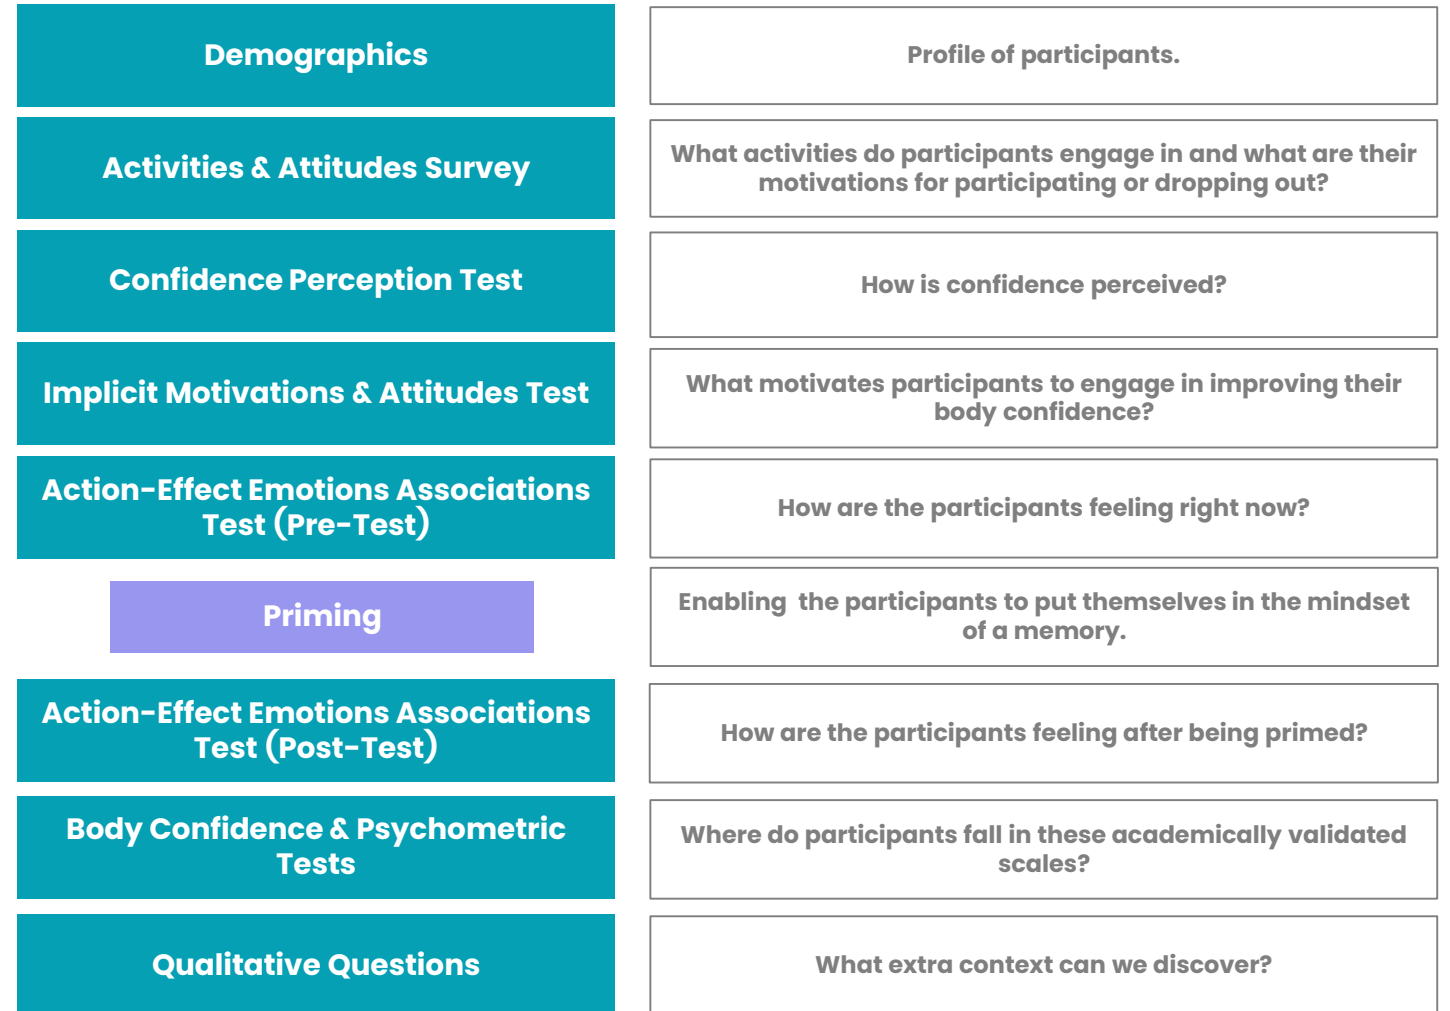 Demographics
Profile of participants.
Activities & Attitudes Survey
What activities do participants engage in and what are their
motivations for participating or dropping out?
Confidence Perception Test
How is confidence perceived?
Implicit Motivations & Attitudes Test
What motivates participants to engage in improving their
body confidence?
Action-Effect Emotions Associations
Test (Pre-Test)
How are the participants feeling right now?
Priming
Enabling  the participants to put themselves in the mindset
of a memory.
Action-Effect Emotions Associations
Test (Post-Test)
How are the participants feeling after being primed?
Body Confidence & Psychometric
Tests
Where do participants fall in these academically validated
scales?
Qualitative Questions
What extra context can we discover?